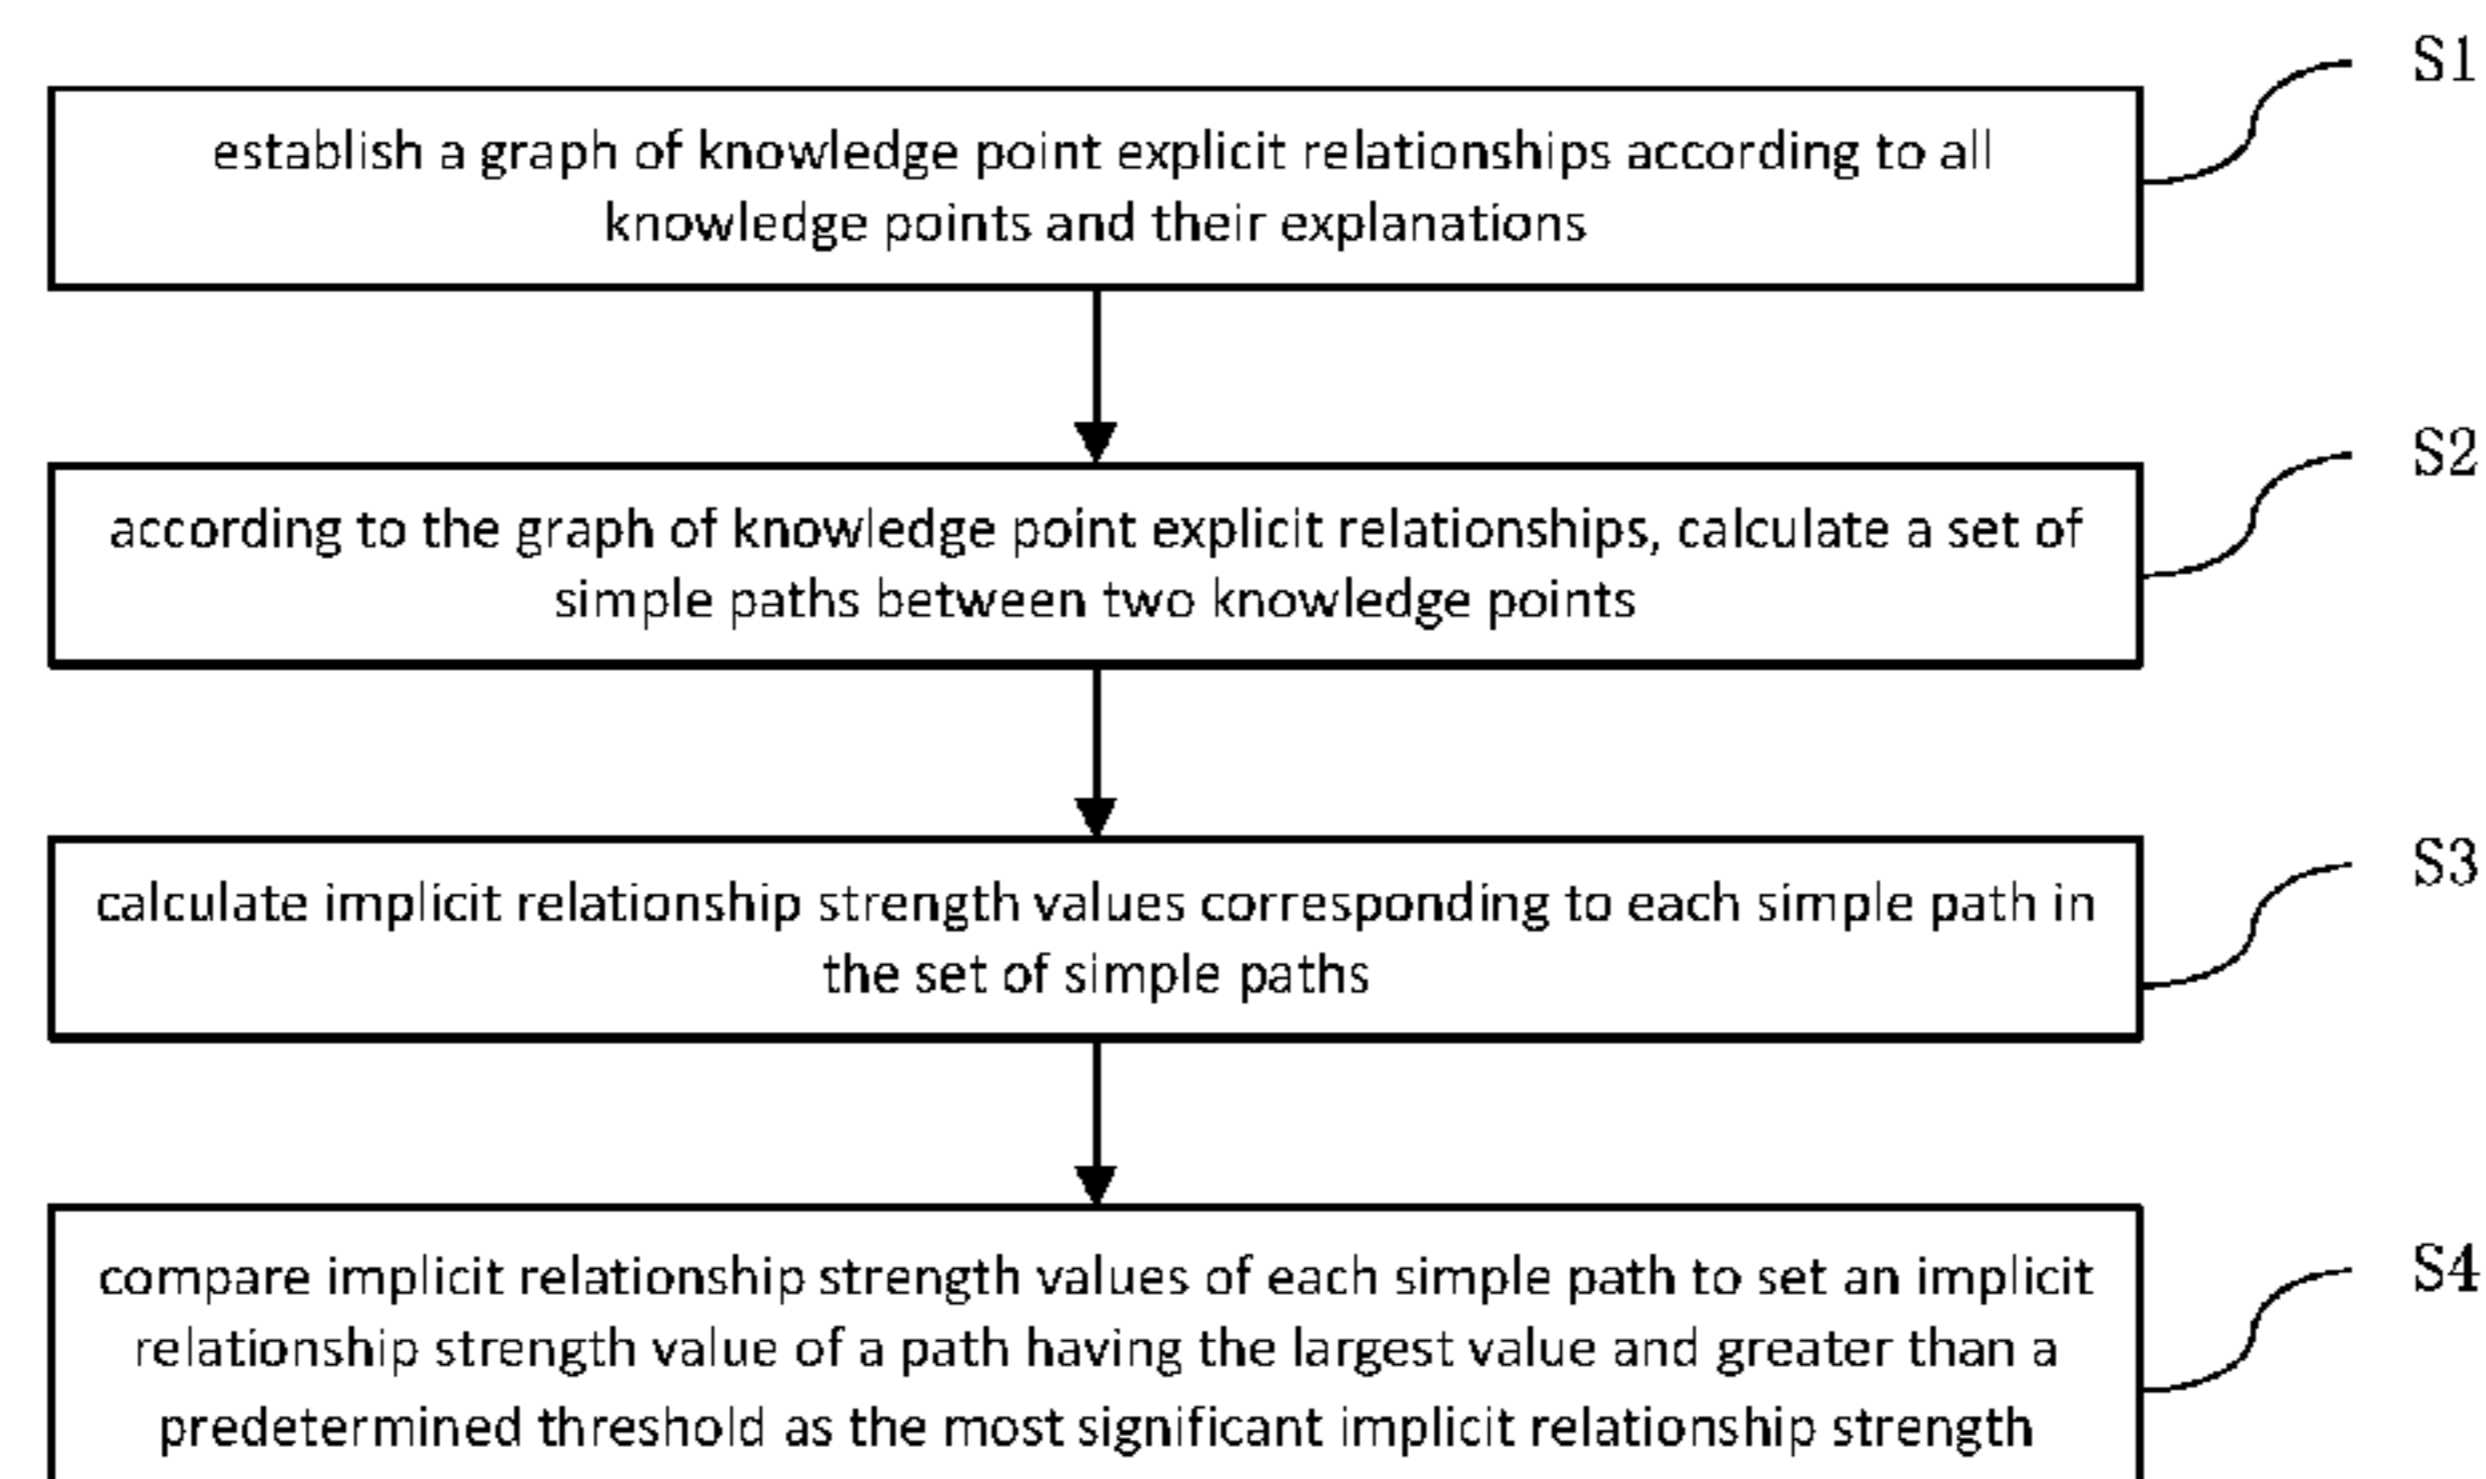 S1
establish a graph of knowledge point explicit relationships according to all
knowledge points and their explanations
S2
according to the graph of knowledge point explicit relationships, calculate a set of
simple paths between two knowledge points
S3
calculate implicit relationship strength values corresponding to each simple path in
the set of simple paths
S4
compare implicit relationship strength values of each simple path to set an implicit
relationship strength value of a path having the largest value and greater than a
predetermined threshold as the most significant implicit relationship strength